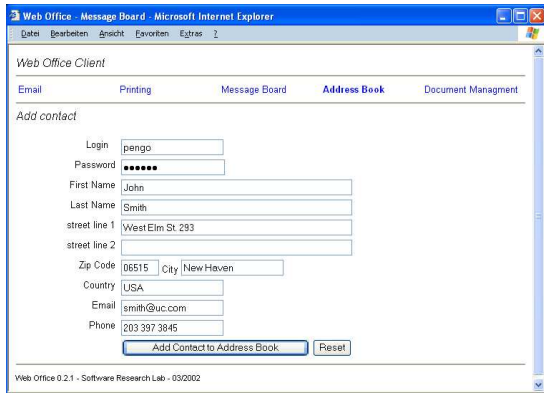 Web Office - Message Board - Microsoft Internet Explorer
Datei Bearbeiten Ansicht Favoriten Extras ?
Web Office Client
Email Printing Message Board Address Book Document Managment
Add contact
Login pengo
Password ●●●●●●
First Name John
Last Name Smith
street line 1 West Elm St. 293
street line 2
Zip Code 06515 City New Haven
Country USA
Email smith@uc.com
Phone 203 397 3845
Add Contact to Address Book Reset
Web Office 0.2.1 - Software Research Lab - 03/2002